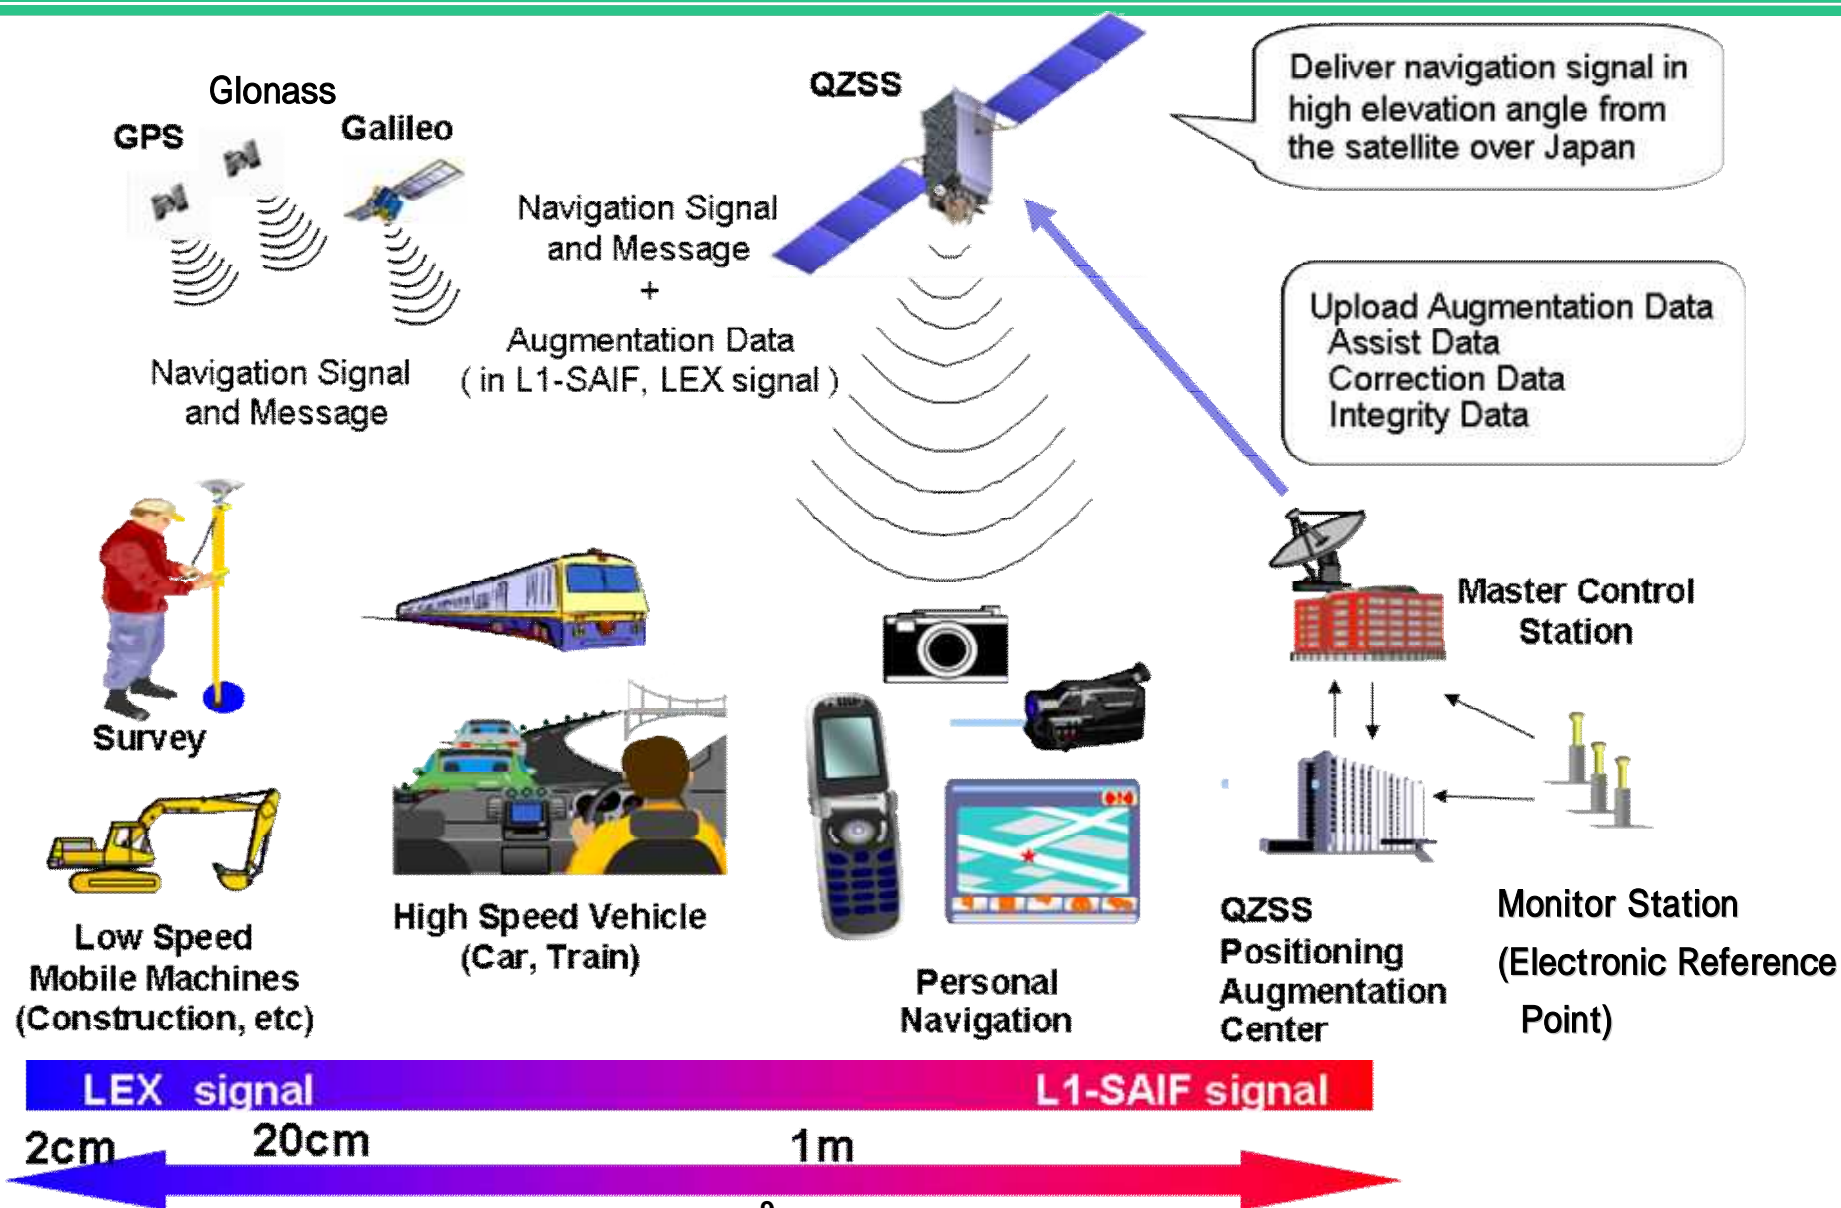 Glonass
GPS
Galileo
QZSS
Deliver navigation signal in
high elevation angle from
the satellite over Japan
Navigation Signal
and Message
+
Augmentation Data
( in L1-SAIF, LEX signal )
Navigation Signal
and Message
Upload Augmentation Data
Assist Data
Correction Data
Integrity Data
Master Control
Station
Survey
Low Speed
Mobile Machines
(Construction, etc)
High Speed Vehicle
(Car, Train)
Personal
Navigation
QZSS
Positioning
Augmentation
Center
Monitor Station
(Electronic Reference
Point)
LEX signal
L1-SAIF signal
2cm
20cm
1m